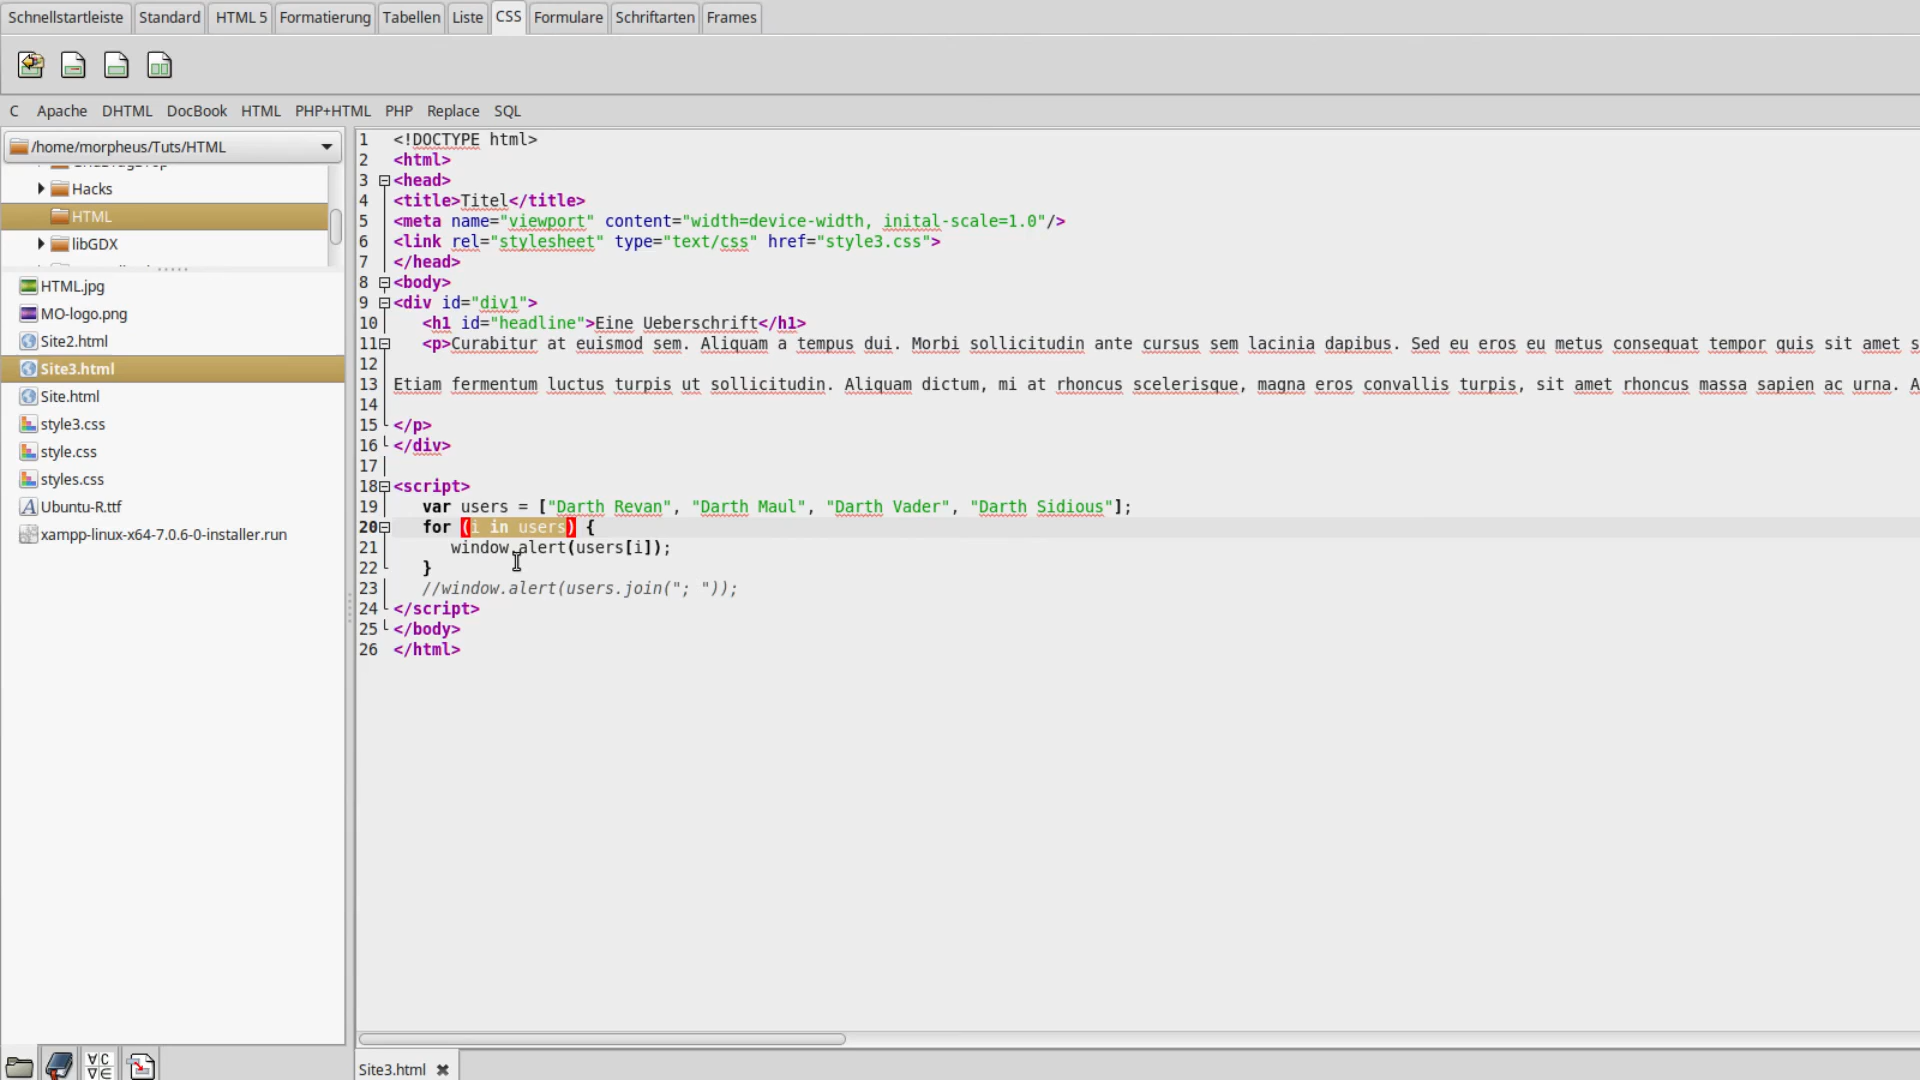 Schnellstartleiste Standard HTML 5 Formatierung Tabellen Liste CSS Formulare Schriftarten Frames
C Apache DHTML DocBook HTML PHP+HTML PHP Replace SQL
/home/morpheus/Tuts/HTML
Hacks
HTML
libGDX
HTML.jpg
MO-logo.png
Site2.html
Site3.html
Site.html
style3.css
style.css
styles.css
Ubuntu-R.ttf
xampp-linux-x64-7.0.6-0-installer.run
1 <!DOCTYPE html>
2 <html>
3 <head>
4 <title>Titel</title>
5 <meta name="viewport" content="width=device-width, inital-scale=1.0"/>
6 <link rel="stylesheet" type="text/css" href="style3.css">
7 </head>
8 <body>
9 <div id="div1">
10 <h1 id="headline">Eine Ueberschrift</h1>
11 <p>Curabitur at euismod sem. Aliquam a tempus dui. Morbi sollicitudin ante cursus sem lacinia dapibus. Sed eu eros eu metus consequat tempor quis sit amet s
12
13 Etiam fermentum luctus turpis ut sollicitudin. Aliquam dictum, mi at rhoncus scelerisque, magna eros convallis turpis, sit amet rhoncus massa sapien ac urna. A
14
15 </p>
16 </div>
17
18 <script>
19 var users = ["Darth Revan", "Darth Maul", "Darth Vader", "Darth Sidious"];
20 for (i in users) {
21 window.alert(users[i]);
22 }
23 //window.alert(users.join("; "));
24 </script>
25 </body>
26 </html>
Site3.html